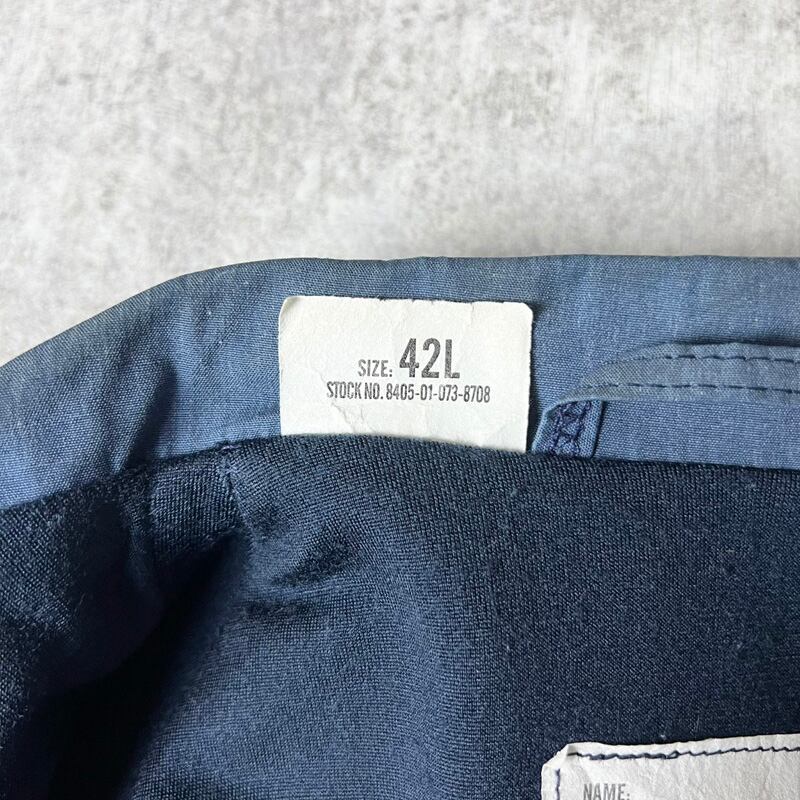 SIZE: 42L
STOCK NO. 8405-01-073-8708
NAME: